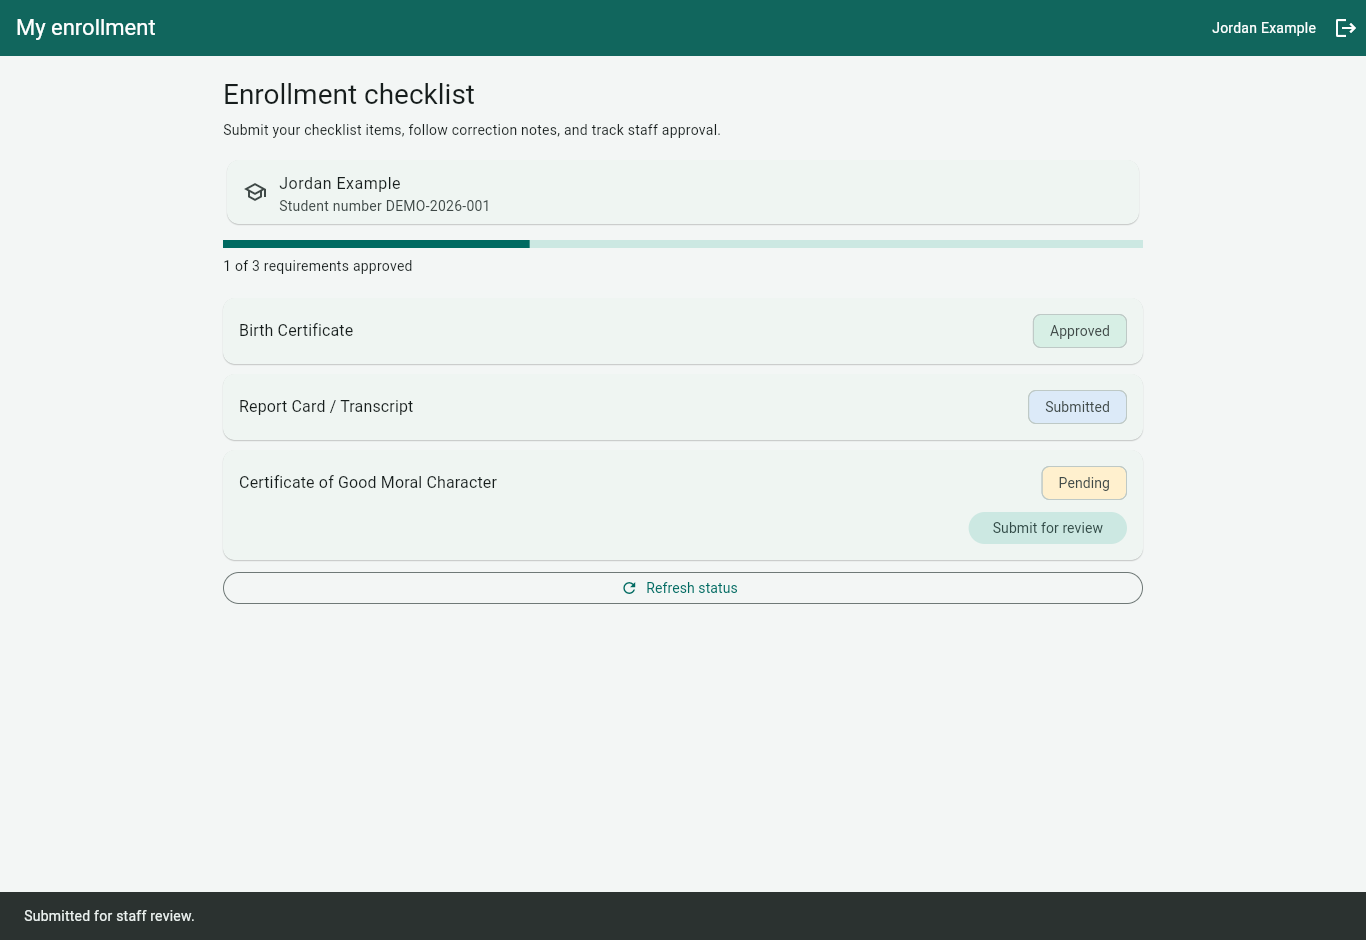 My enrollment
Jordan Example
Enrollment checklist
Submit your checklist items, follow correction notes, and track staff approval.
Jordan Example
Student number DEMO-2026-001
1 of 3 requirements approved
Birth Certificate
Approved
Report Card / Transcript
Submitted
Certificate of Good Moral Character
Pending
Submit for review
Refresh status
Submitted for staff review.